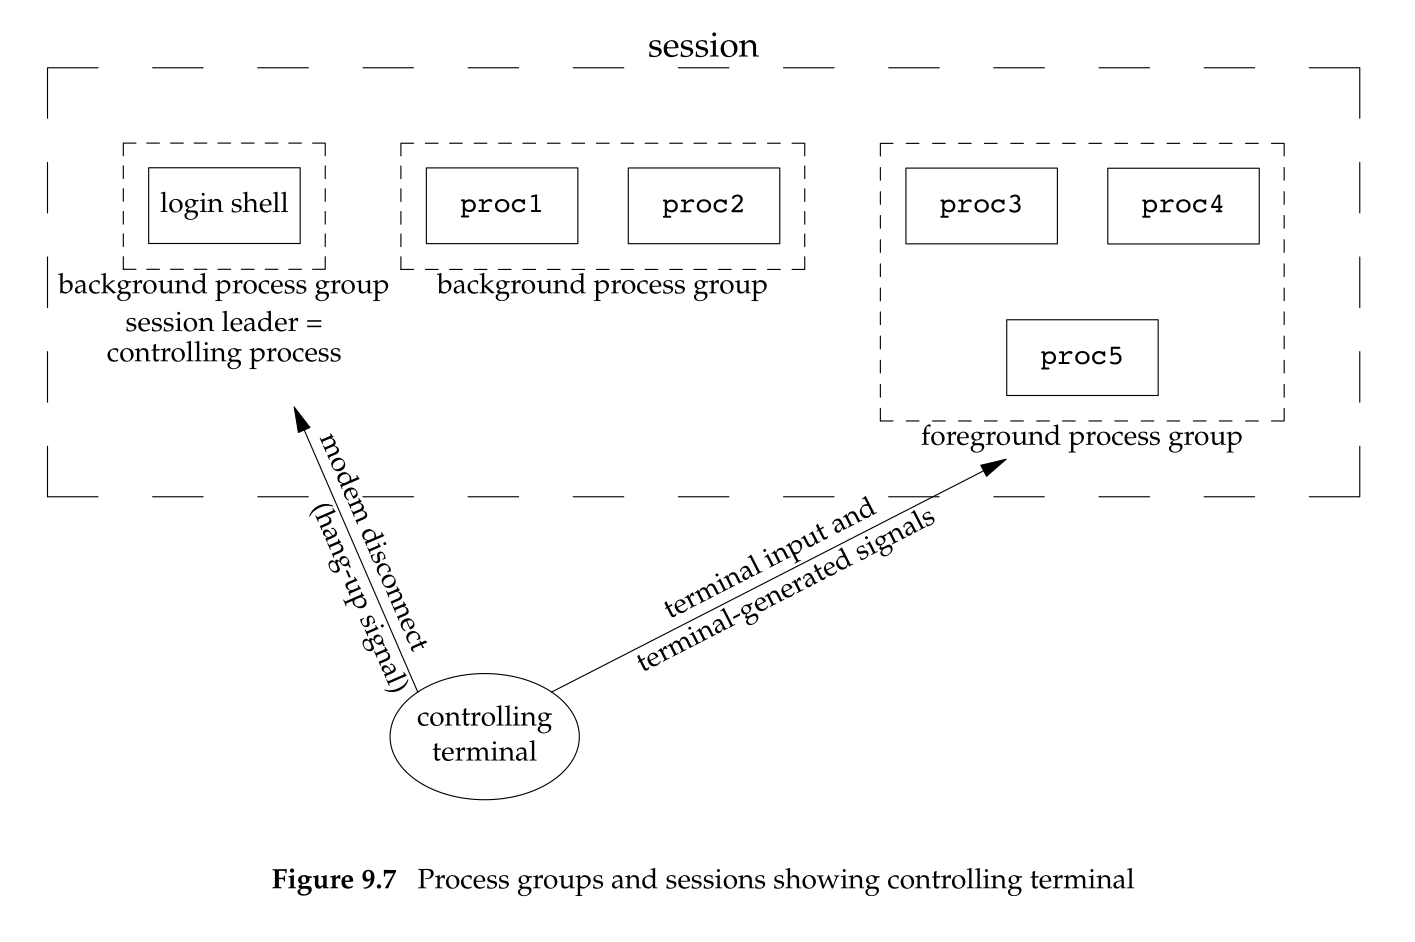 session
login shell
proc1
proc2
proc3
proc4
background process group
background process group
session leader =
controlling process
proc5
foreground process group
modem disconnect
(hang-up signal)
terminal input and
terminal-generated signals
controlling
terminal
Figure 9.7 Process groups and sessions showing controlling terminal